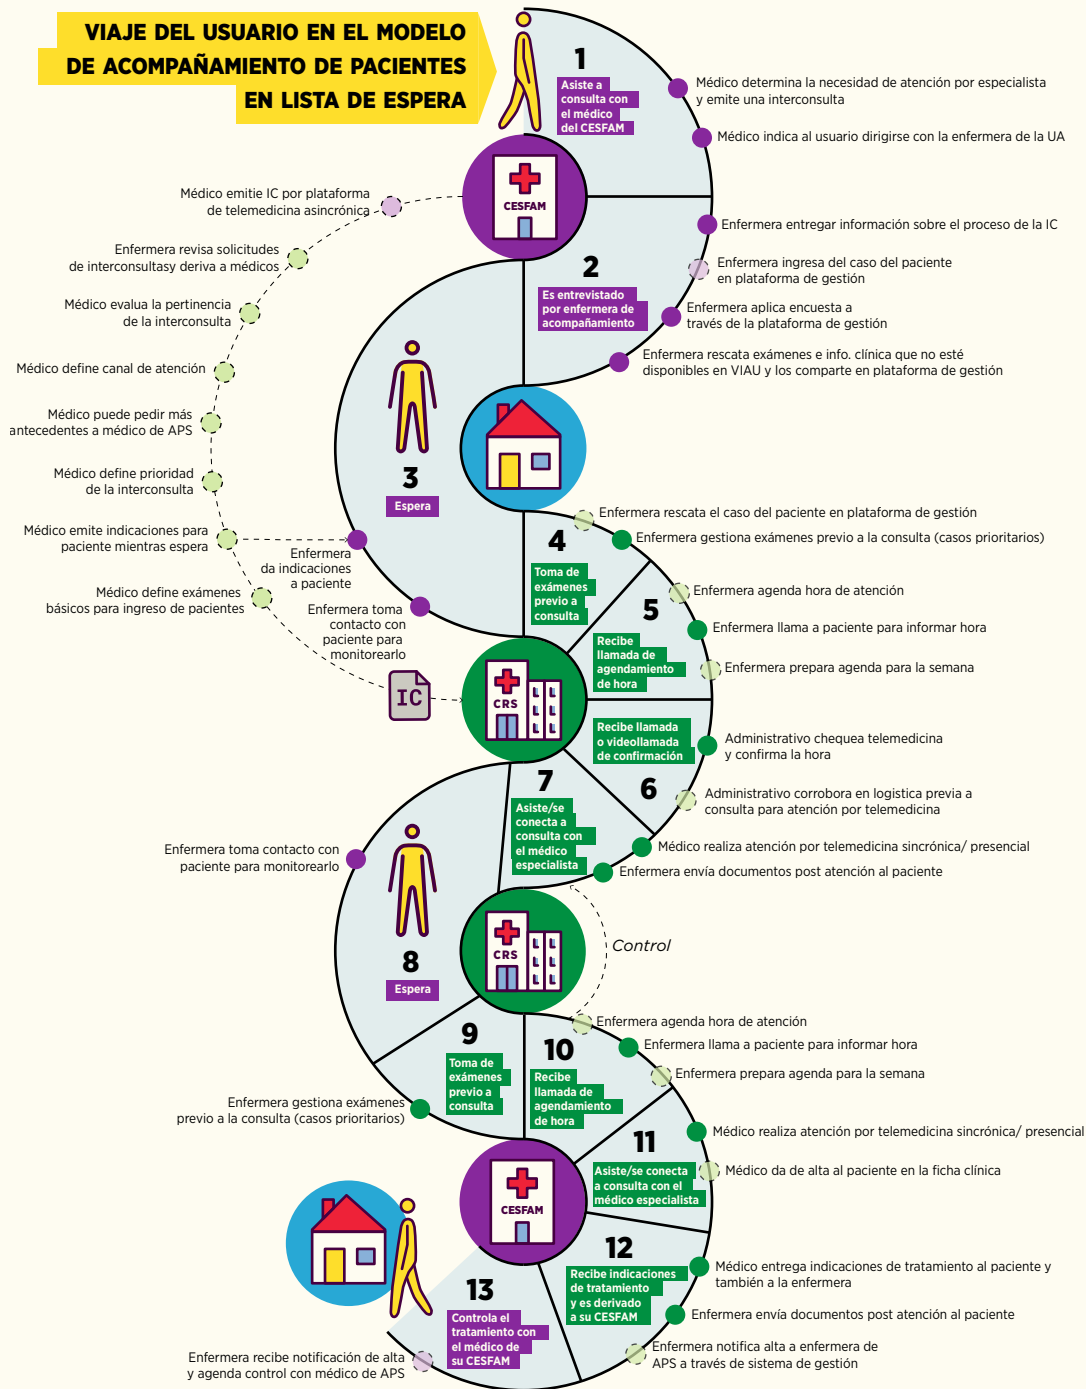 VIAJE DEL USUARIO EN EL MODELO
DE ACOMPAÑAMIENTO DE PACIENTES
EN LISTA DE ESPERA
1
Asiste a
consulta con
el médico
del CESFAM
Médico determina la necesidad de atención por especialista
y emite una interconsulta
Médico indica al usuario dirigirse con la enfermera de la UA
CESFAM
2
Es entrevistado
por enfermera de
acompañamiento
Enfermera entregar información sobre el proceso de la IC
Enfermera ingresa del caso del paciente
en plataforma de gestión
Enfermera aplica encuesta a
través de la plataforma de gestión
Enfermera rescata exámenes e info. clínica que no esté
disponibles en VIAU y los comparte en plataforma de gestión
Médico emitie IC por plataforma
de telemedicina asincrónica
Enfermera revisa solicitudes
de interconsultasy deriva a médicos
Médico evalua la pertinencia
de la interconsulta
Médico define canal de atención
Médico puede pedir más
antecedentes a médico de APS
Médico define prioridad
de la interconsulta
Médico emite indicaciones para
paciente mientras espera
Médico define exámenes
básicos para ingreso de pacientes
IC
3
Espera
Enfermera
da indicaciones
a paciente
Enfermera toma
contacto con
paciente para
monitorearlo
4
Toma de
exámenes
previo a
consulta
Enfermera rescata el caso del paciente en plataforma de gestión
Enfermera gestiona exámenes previo a la consulta (casos prioritarios)
5
Recibe
llamada de
agendamiento
de hora
Enfermera agenda hora de atención
Enfermera llama a paciente para informar hora
Enfermera prepara agenda para la semana
CRS
Recibe llamada
o videollamada
de confirmación
6
Administrativo chequea telemedicina
y confirma la hora
Administrativo corrobora en logistica previa a
consulta para atención por telemedicina
7
Asiste/se
conecta a
consulta con
el médico
especialista
Médico realiza atención por telemedicina sincrónica/ presencial
Enfermera envía documentos post atención al paciente
Enfermera toma contacto con
paciente para monitorearlo
8
Espera
CRS
Control
9
Toma de
exámenes
previo a
consulta
Enfermera gestiona exámenes
previo a la consulta (casos prioritarios)
10
Recibe
llamada de
agendamiento
de hora
Enfermera agenda hora de atención
Enfermera llama a paciente para informar hora
Enfermera prepara agenda para la semana
11
Asiste/se conecta
a consulta con el
médico especialista
Médico realiza atención por telemedicina sincrónica/ presencial
Médico da de alta al paciente en la ficha clínica
CESFAM
12
Recibe indicaciones
de tratamiento
y es derivado
a su CESFAM
Médico entrega indicaciones de tratamiento al paciente y
también a la enfermera
Enfermera envía documentos post atención al paciente
Enfermera notifica alta a enfermera de
APS a través de sistema de gestión
13
Controla el
tratamiento con
el médico de
su CESFAM
Enfermera recibe notificación de alta
y agenda control con médico de APS